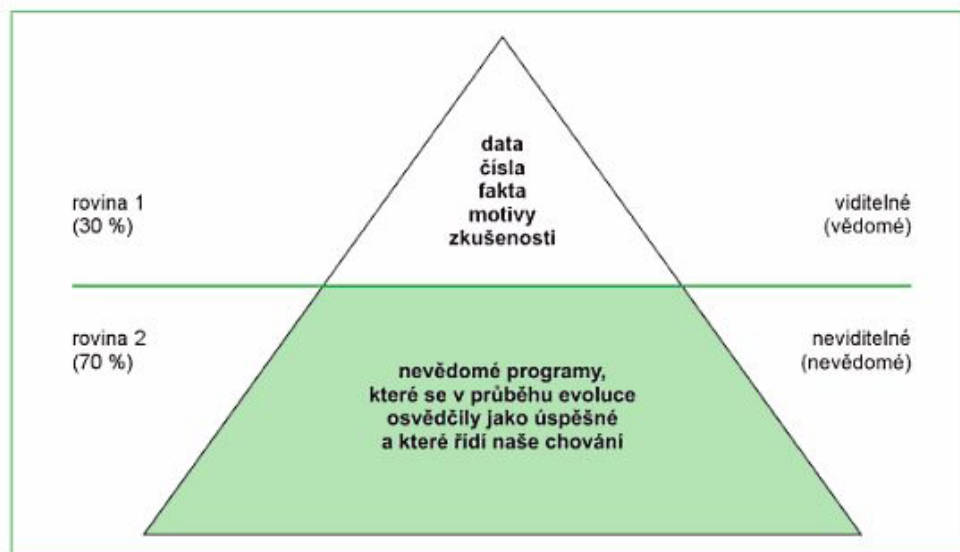 data
čísla
fakta
motivy
zkušenosti
rovina 1
(30 %)
viditelné
(vědomé)
rovina 2
(70 %)
neviditelné
(nevědomé)
nevědomé programy,
které se v průběhu evoluce
osvědčily jako úspěšné
a které řídí naše chování